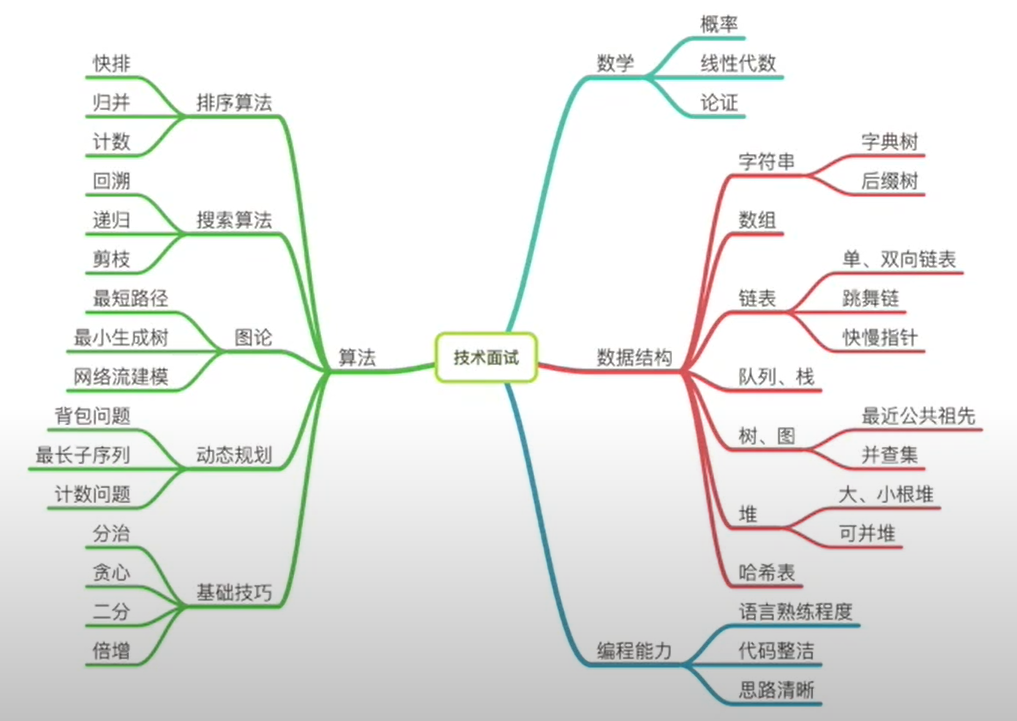 技术面试
数学
概率
线性代数
论证
数据结构
字符串
字典树
后缀树
数组
链表
单、双向链表
跳舞链
快慢指针
队列、栈
树、图
最近公共祖先
并查集
堆
大、小根堆
可并堆
哈希表
编程能力
语言熟练程度
代码整洁
思路清晰
算法
排序算法
快排
归并
计数
搜索算法
回溯
递归
剪枝
图论
最短路径
最小生成树
网络流建模
动态规划
背包问题
最长子序列
计数问题
基础技巧
分治
贪心
二分
倍增